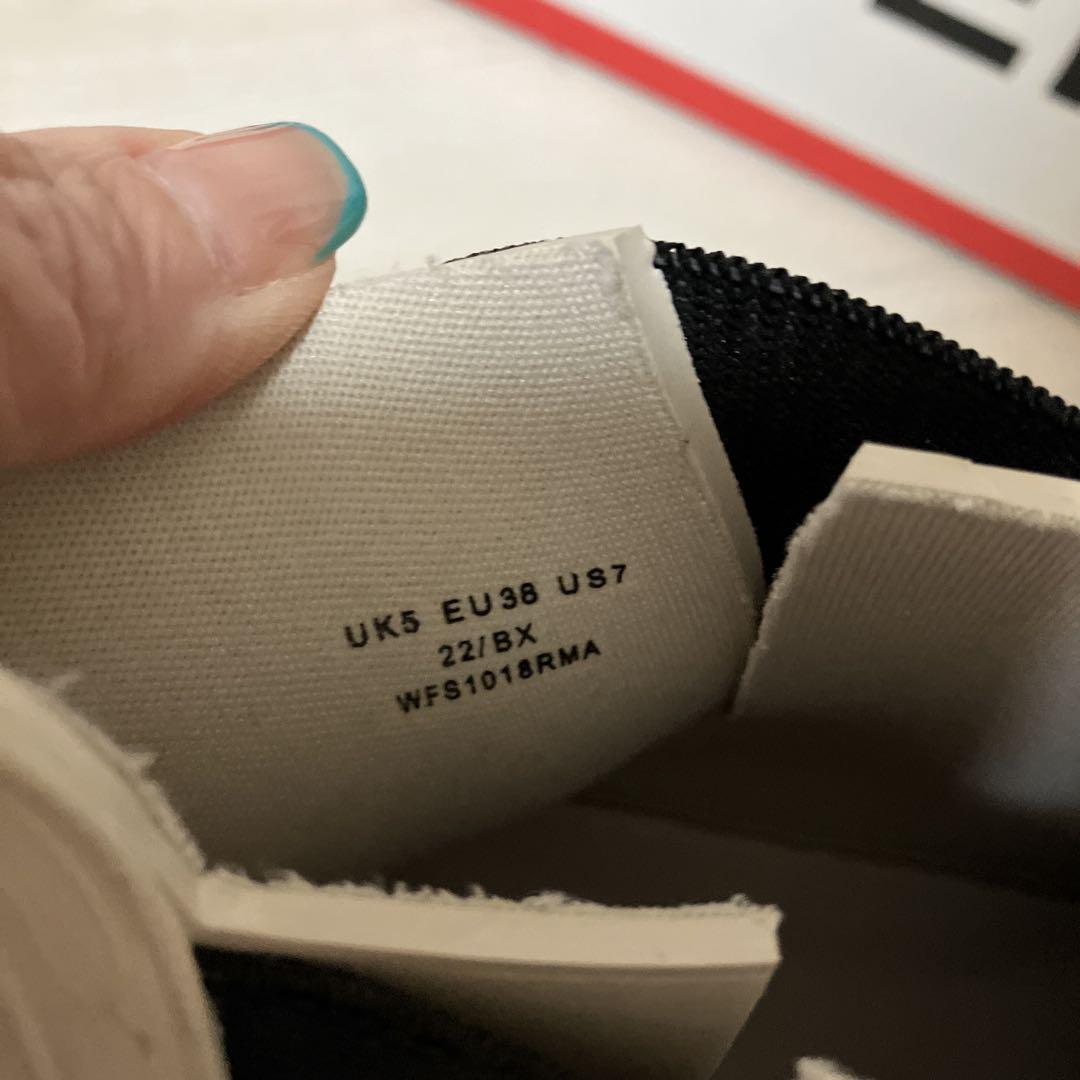 UK5 EU38 US7
22/BX
WFS1018RMA